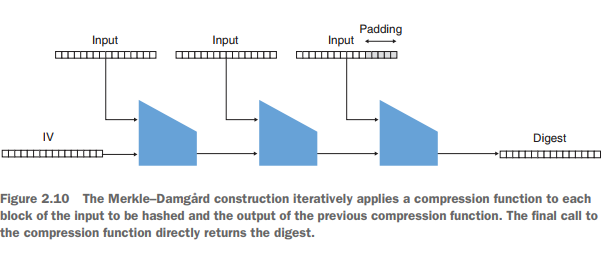 Padding
Input
Input
Input
IV
Digest
Figure 2.10 The Merkle–Damgård construction iteratively applies a compression function to each
block of the input to be hashed and the output of the previous compression function. The final call to
the compression function directly returns the digest.